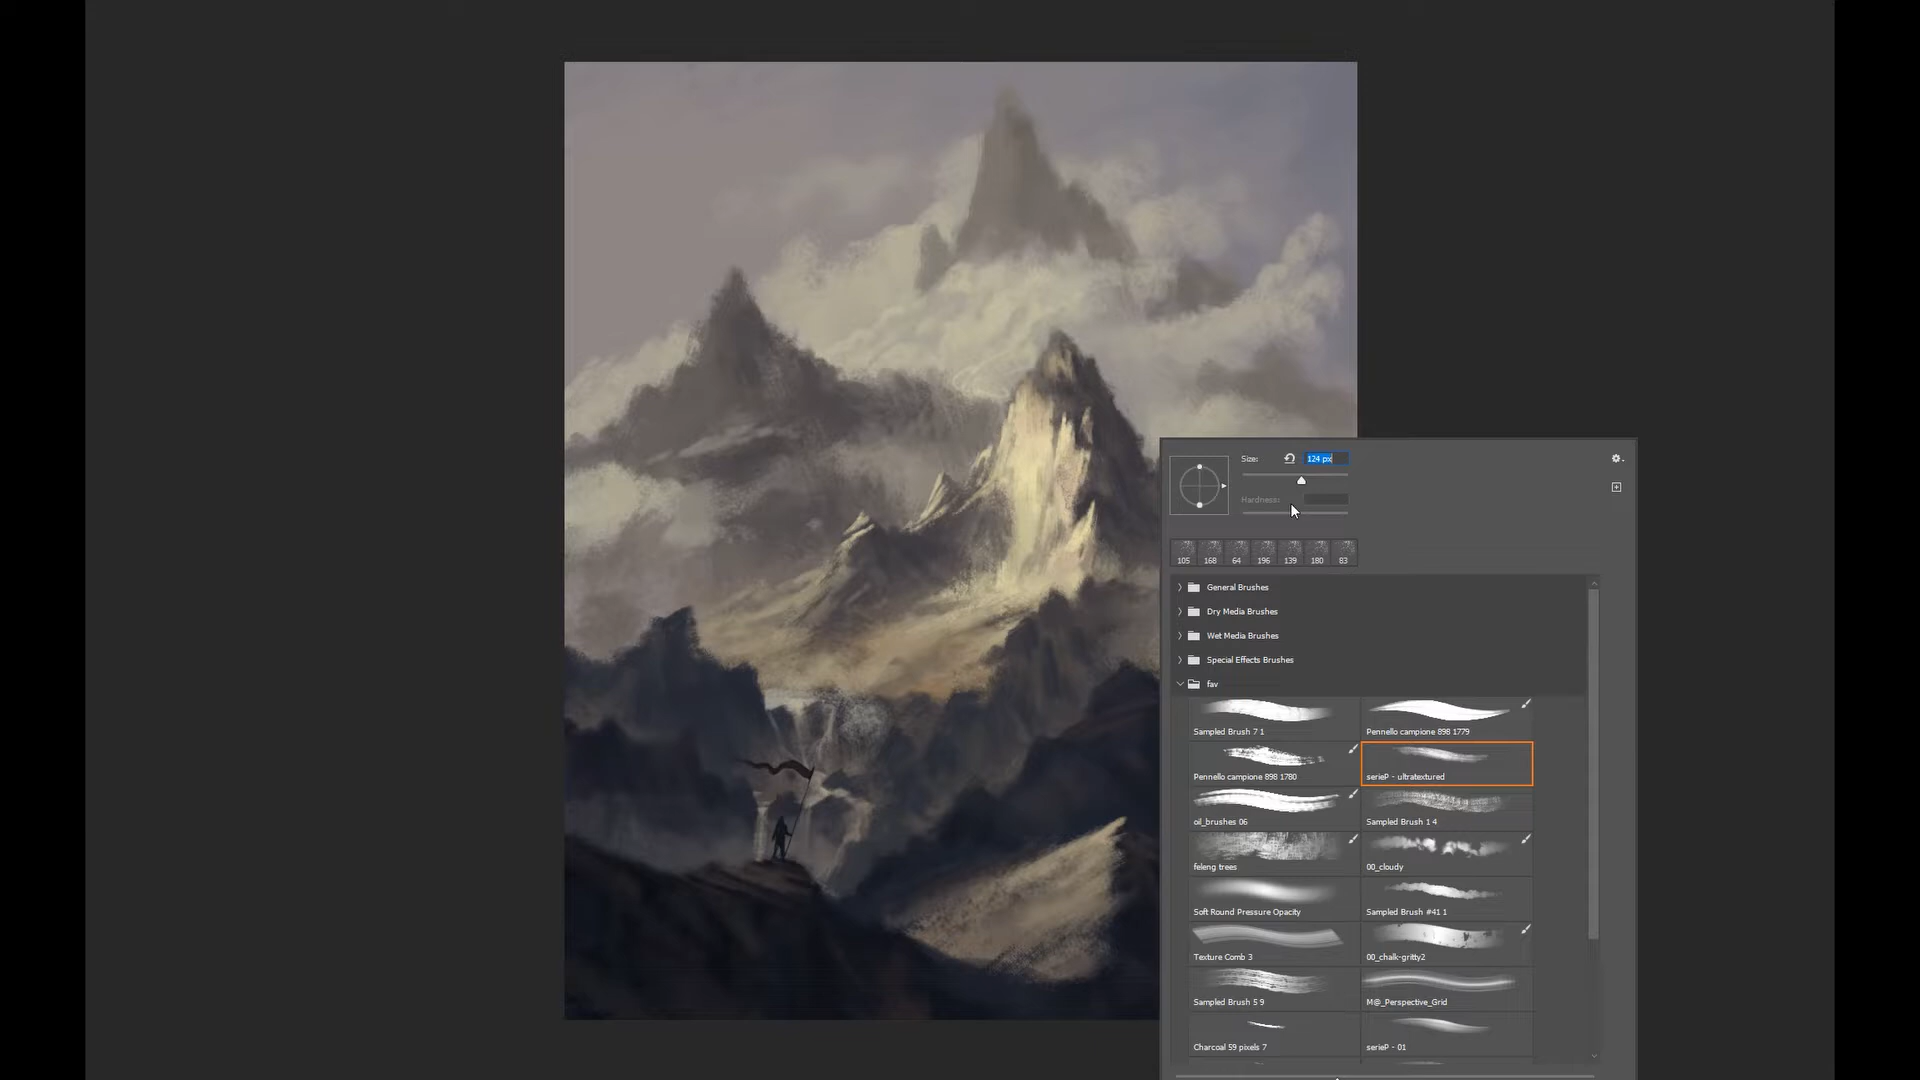 Size:
124 px
Hardness:
105 168 64 196 139 180 83
General Brushes
Dry Media Brushes
Wet Media Brushes
Special Effects Brushes
fav
Sampled Brush 7 1
Pennello campione 898 1779
Pennello campione 898 1780
serieP - ultratextured
oil_brushes 06
Sampled Brush 1 4
feleng trees
00_cloudy
Soft Round Pressure Opacity
Sampled Brush #41 1
Texture Comb 3
00_chalk-gritty2
Sampled Brush 5 9
M@_Perspective_Grid
Charcoal 59 pixels 7
serieP - 01